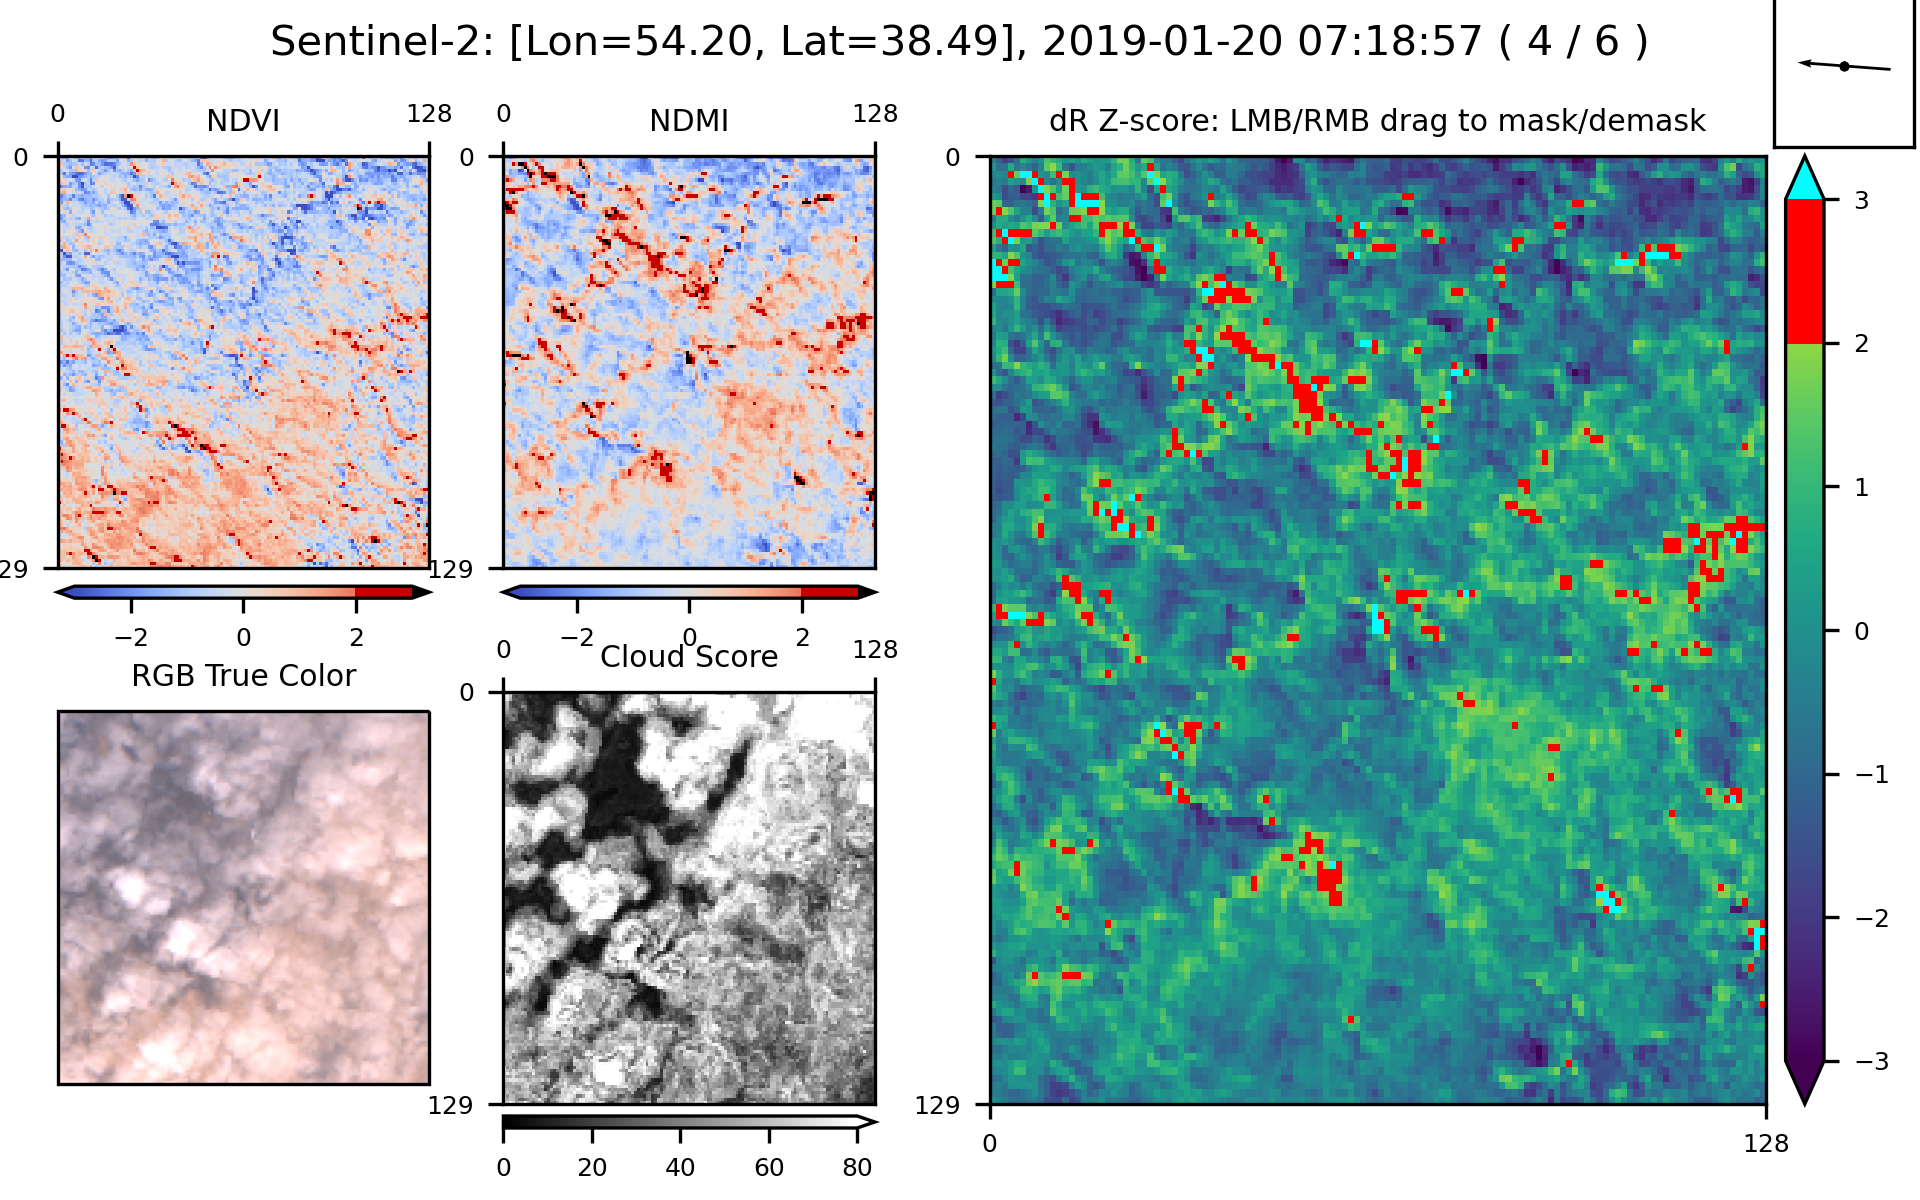 Sentinel-2: [Lon=54.20, Lat=38.49], 2019-01-20 07:18:57 ( 4 / 6 )
0 NDVI 128
0
29
−2 0 2
0 NDMI 128
0
129
−2 0 2
RGB True Color
0 Cloud Score 128
0
129
0 20 40 60 80
dR Z-score: LMB/RMB drag to mask/demask
0
129
0 128
3
2
1
0
−1
−2
−3